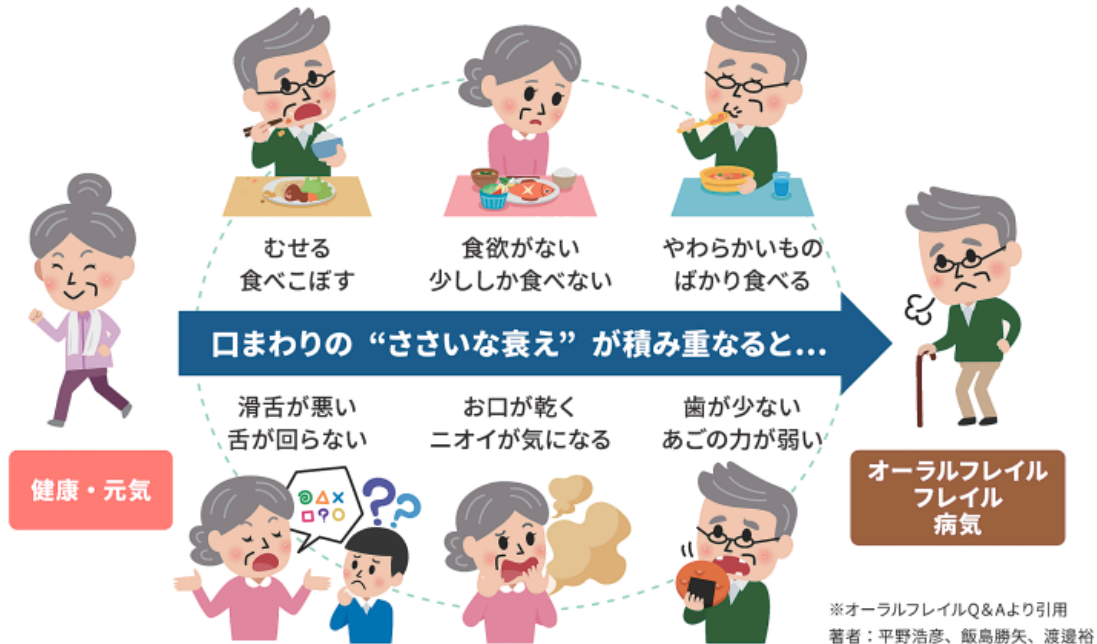 むせる
食べこぼす
食欲がない
少ししか食べない
やわらかいもの
ばかり食べる
口まわりの “ささいな衰え” が積み重なると…
滑舌が悪い
舌が回らない
お口が乾く
ニオイが気になる
歯が少ない
あごの力が弱い
健康・元気
オーラルフレイル
フレイル
病気
??
※オーラルフレイルQ&Aより引用
著者：平野浩彦、飯島勝矢、渡邊裕